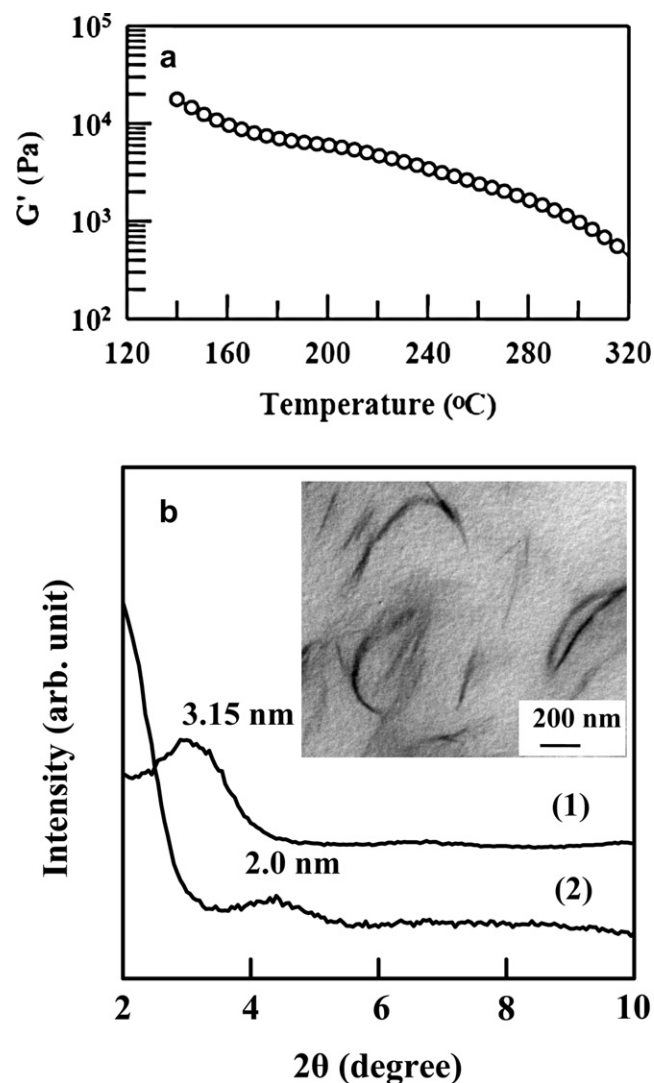 a
10⁵
10⁴
10³
10²
G' (Pa)
120 160 200 240 280 320
Temperature (ºC)
b
3.15 nm
200 nm
(1)
2.0 nm
(2)
Intensity (arb. unit)
2 4 6 8 10
2θ (degree)